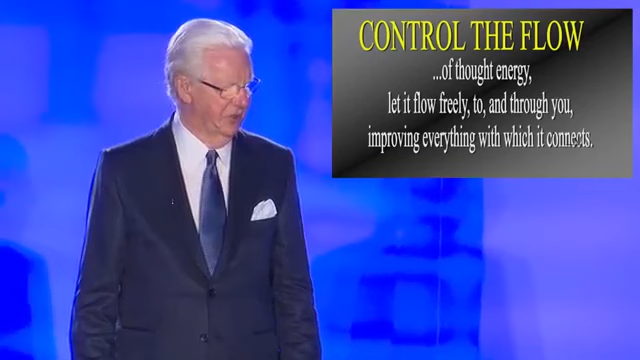 CONTROL THE FLOW
...of thought energy,
let it flow freely, to, and through you,
improving everything with which it connects.